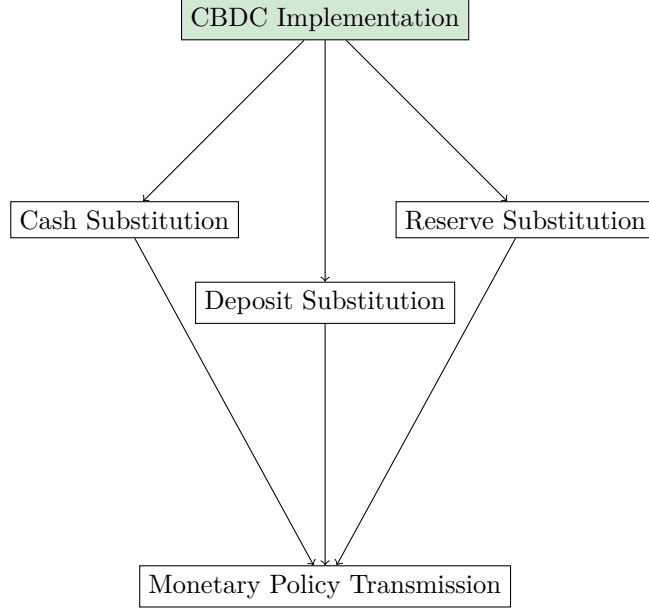 CBDC Implementation
Cash Substitution
Reserve Substitution
Deposit Substitution
Monetary Policy Transmission